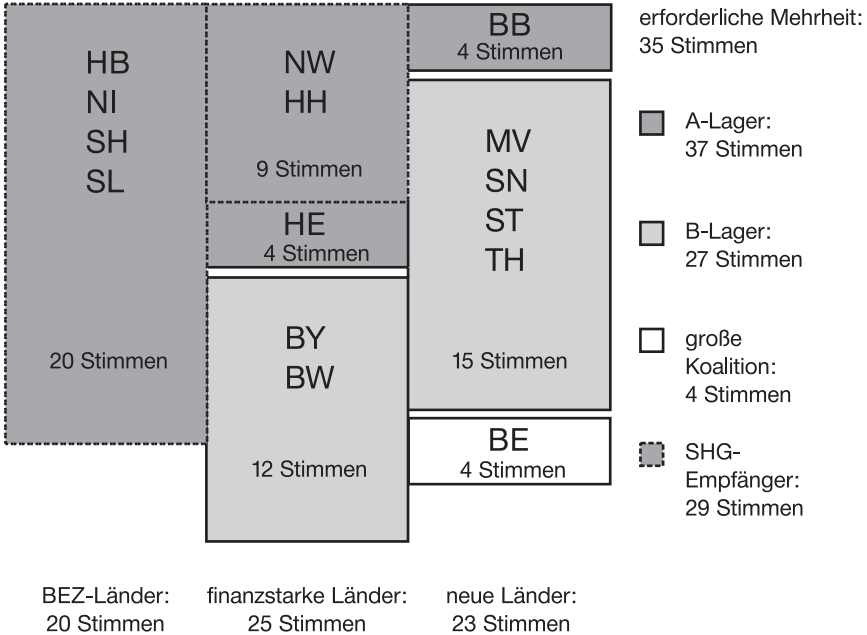 HB
NI
SH
SL
20 Stimmen
NW
HH
9 Stimmen
HE
4 Stimmen
BY
BW
12 Stimmen
BB
4 Stimmen
MV
SN
ST
TH
15 Stimmen
BE
4 Stimmen
erforderliche Mehrheit:
35 Stimmen
A-Lager:
37 Stimmen
B-Lager:
27 Stimmen
große
Koalition:
4 Stimmen
SHG-
Empfänger:
29 Stimmen
BEZ-Länder:
20 Stimmen
finanzstarke Länder:
25 Stimmen
neue Länder:
23 Stimmen